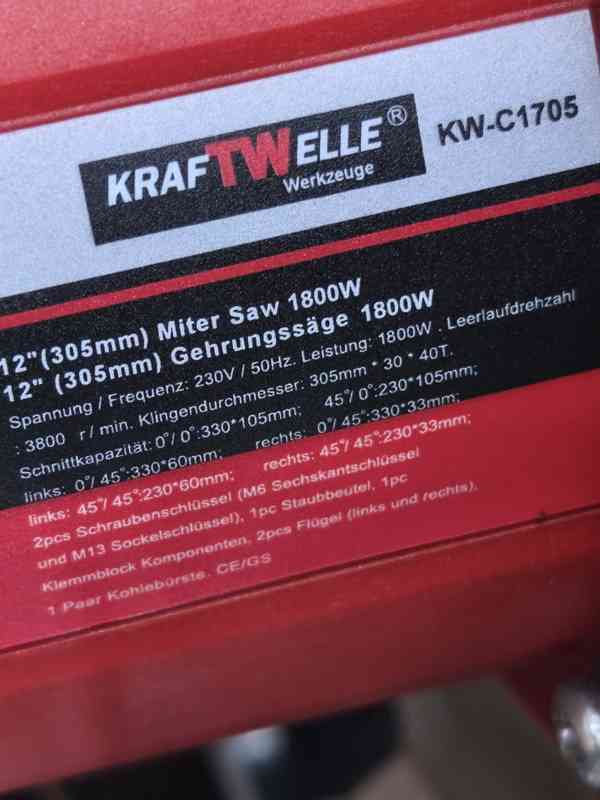 KRAFTWELLE®
Werkzeuge
KW-C1705
12"(305mm) Miter Saw 1800W
12" (305mm) Gehrungssäge 1800W
Spannung / Frequenz: 230V / 50Hz. Leistung: 1800W . Leerlaufdrehzahl
: 3800 r / min. Klingendurchmesser: 305mm * 30 * 40T.
Schnittkapazität: 0°/ 0°:330*105mm; 45°/ 0°:230*105mm;
links: 0°/ 45°:330*60mm; rechts: 0°/ 45°:330*33mm;
links: 45°/ 45°:230*60mm; rechts: 45°/ 45°:230*33mm;
2pcs Schraubenschlüssel (M6 Sechskantschlüssel
und M13 Sockelschlüssel), 1pc Staubbeutel, 1pc
Klemmblock Komponenten, 2pcs Flügel (links und rechts),
1 Paar Kohlebürste. CE/GS